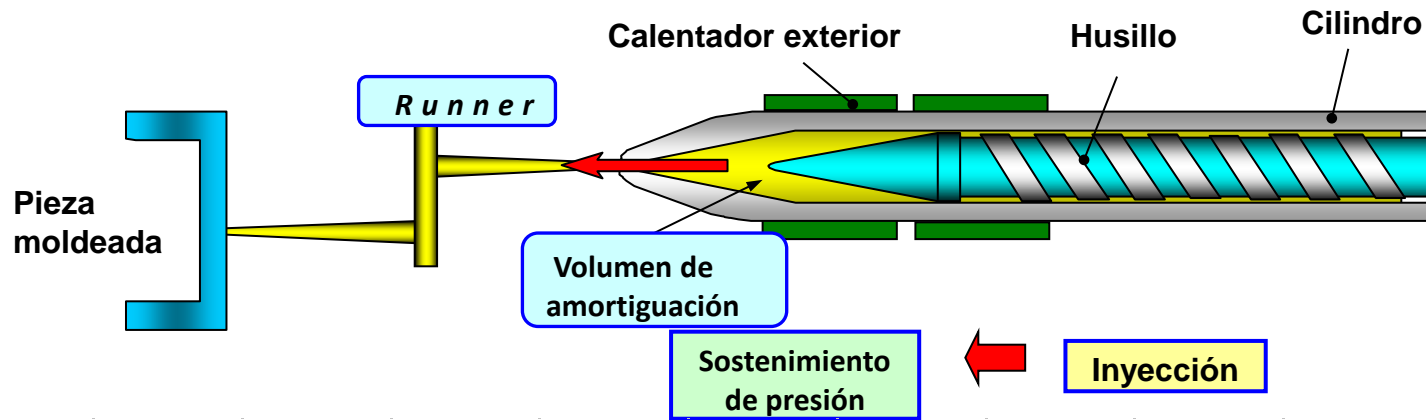 Calentador exterior
Husillo
Cilindro
Runner
Pieza
moldeada
Volumen de
amortiguación
Sostenimiento
de presión
Inyección